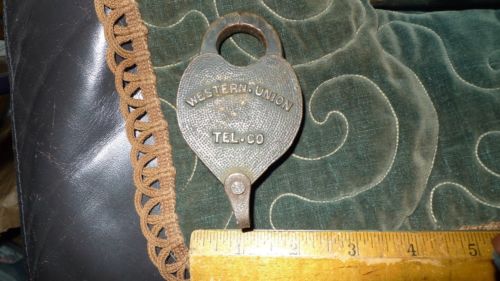 WESTERN UNION
TEL. CO
1 2 3 4 5